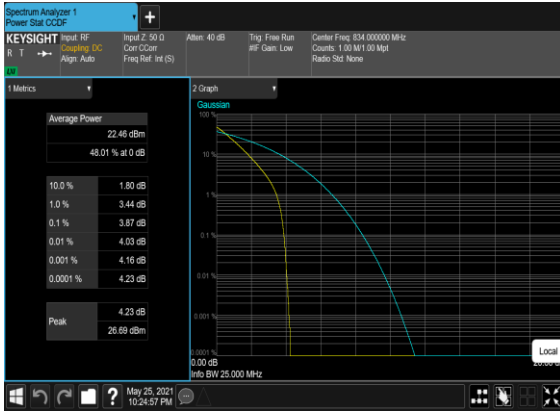 Spectrum Analyzer 1
Power Stat CCDF
KEYSIGHT
R T
Input: RF
Coupling: DC
Align: Auto
Input Z: 50 Ω
Corr CCorr
Freq Ref: Int (S)
Atten: 40 dB
Trig: Free Run
#IF Gain: Low
Center Freq: 834.000000 MHz
Counts: 1.00 M/1.00 Mpt
Radio Std: None
1 Metrics
Average Power
22.46 dBm
48.01 % at 0 dB
10.0 % 1.80 dB
1.0 % 3.44 dB
0.1 % 3.87 dB
0.01 % 4.03 dB
0.001 % 4.16 dB
0.0001 % 4.23 dB
Peak
4.23 dB
26.69 dBm
2 Graph
Gaussian
100 %
10 %
1 %
0.1 %
0.01 %
0.001 %
0.0001 %
0.00 dB
Info BW 25.000 MHz
Local
May 25, 2021
10:24:57 PM